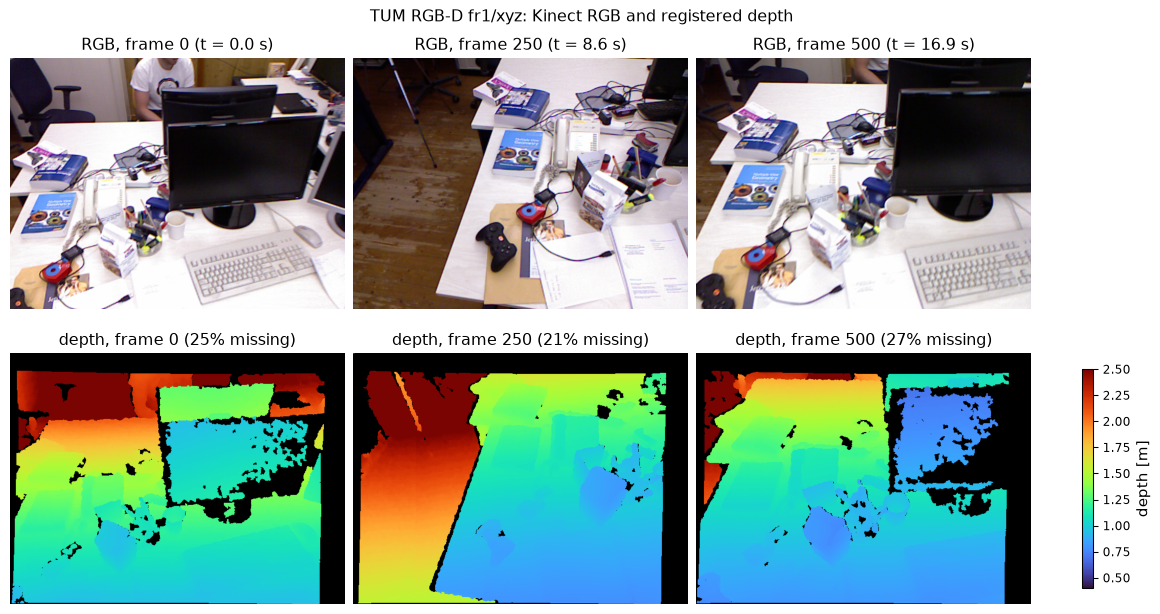 TUM RGB-D fr1/xyz: Kinect RGB and registered depth
RGB, frame 0 (t = 0.0 s)
RGB, frame 250 (t = 8.6 s)
RGB, frame 500 (t = 16.9 s)
depth, frame 0 (25% missing)
depth, frame 250 (21% missing)
depth, frame 500 (27% missing)
2.50
2.25
2.00
1.75
1.50
1.25
1.00
0.75
0.50
depth [m]